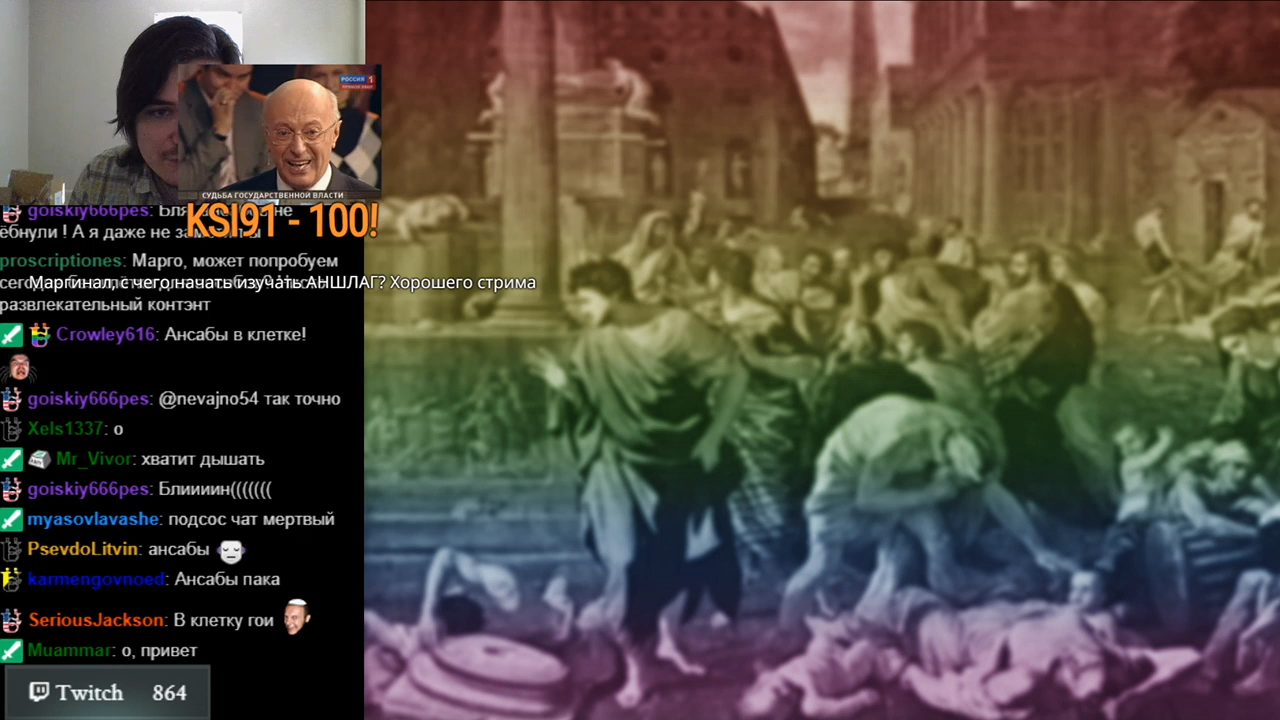 РОССИЯ 1
СУДЬБА ГОСУДАРСТВЕННОЙ ВЛАСТИ
KSI91 - 100!
goiskiy666pes: не
ёбнули ! А я даже не
proscriptiones: Марго, может попробуем
Маргинал, с чего начать изучать АНШЛАГ? Хорошего стрима
развлекательный контэнт
Crowley616: Ансабы в клетке!
goiskiy666pes: @nevajno54 так точно
Xels1337: о
Mr_Vivor: хватит дышать
goiskiy666pes: Блиииин(((((((
myasovlavashe: подсос чат мертвый
PsevdoLitvin: ансабы
karmengovnoed: Ансабы пака
SeriousJackson: В клетку гои
Muammar: о, привет
Twitch 864